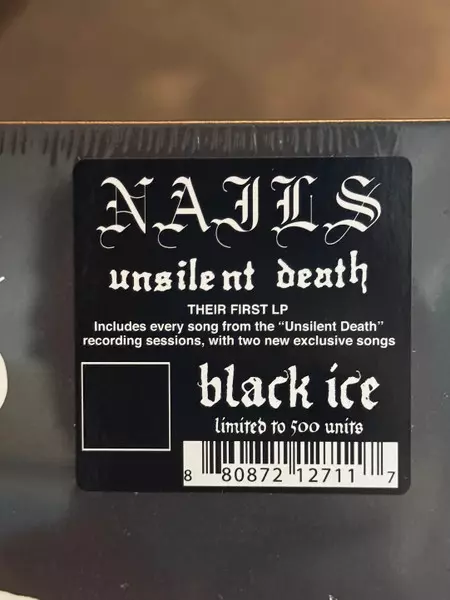 NAILS
unsilent death
THEIR FIRST LP
Includes every song from the “Unsilent Death”
recording sessions, with two new exclusive songs
black ice
limited to 500 units
8 80872 12711 7